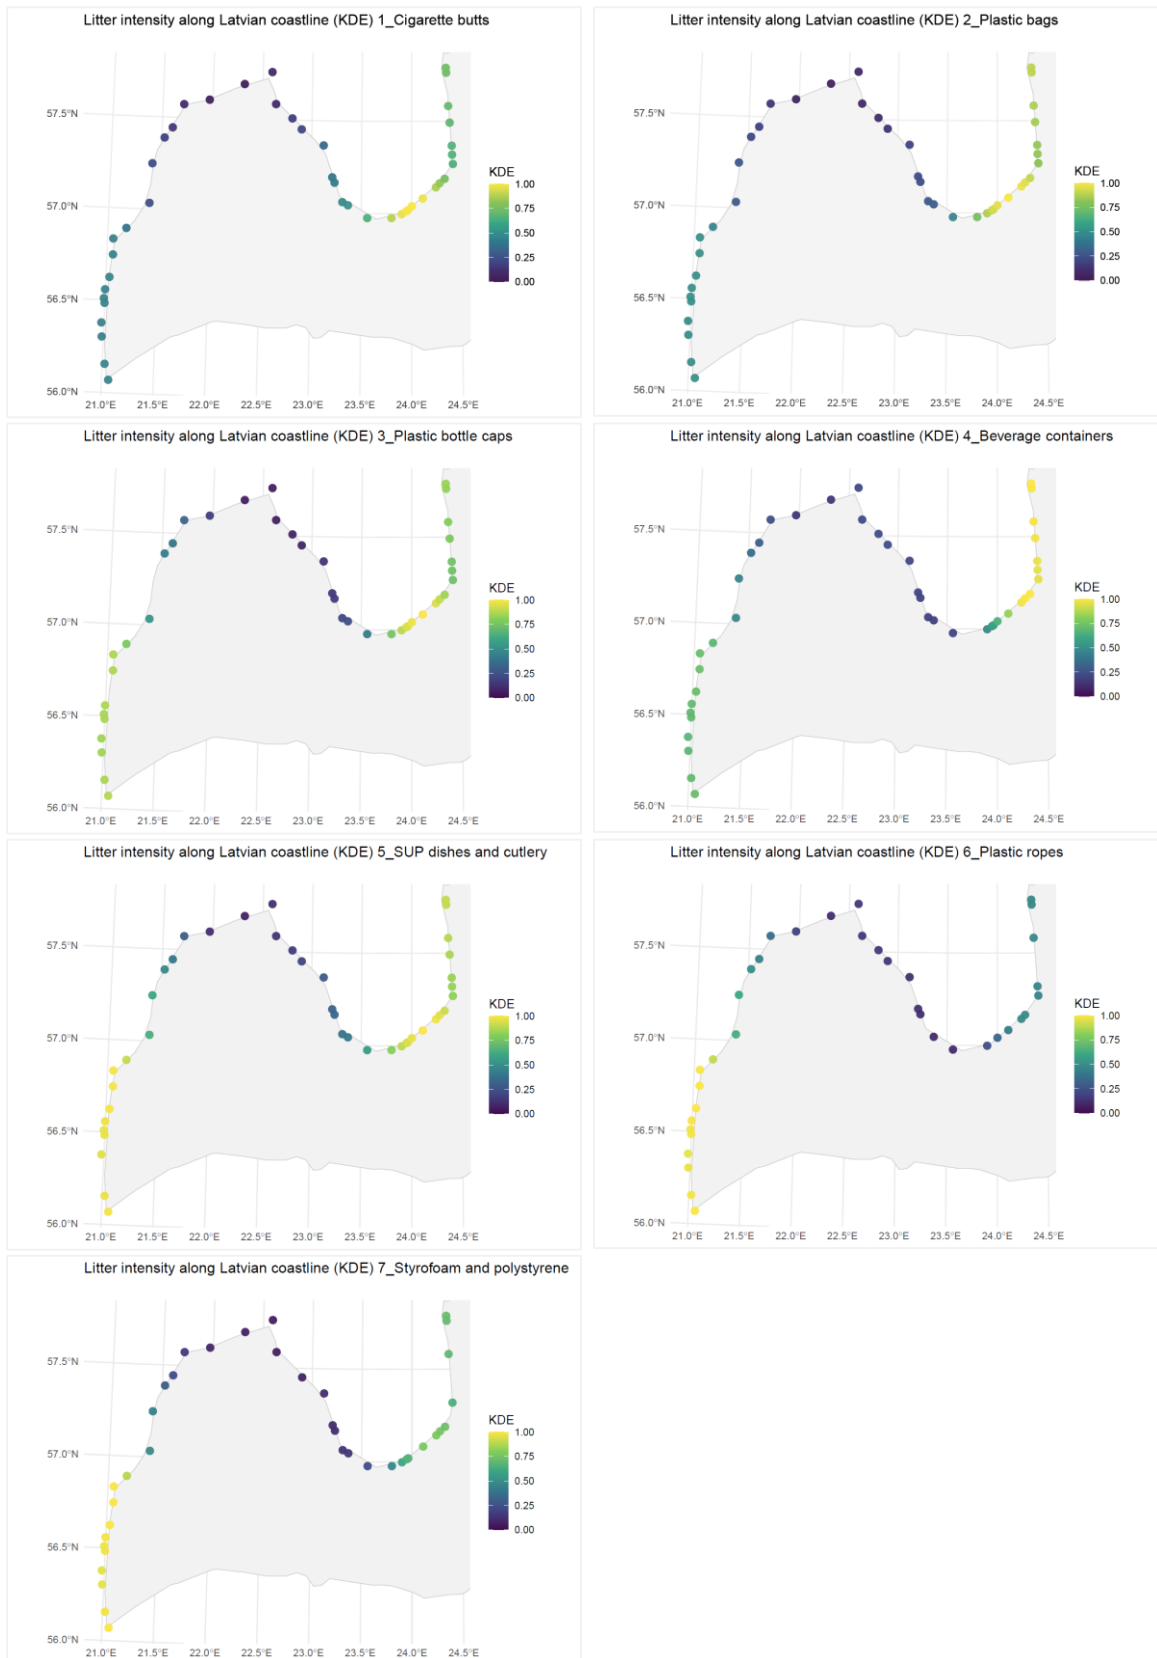 Litter intensity along Latvian coastline (KDE) 1_Cigarette butts
57.5°N
57.0°N
56.5°N
56.0°N
21.0°E 21.5°E 22.0°E 22.5°E 23.0°E 23.5°E 24.0°E 24.5°E
KDE
1.00
0.75
0.50
0.25
0.00
Litter intensity along Latvian coastline (KDE) 2_Plastic bags
57.5°N
57.0°N
56.5°N
56.0°N
21.0°E 21.5°E 22.0°E 22.5°E 23.0°E 23.5°E 24.0°E 24.5°E
KDE
1.00
0.75
0.50
0.25
0.00
Litter intensity along Latvian coastline (KDE) 3_Plastic bottle caps
57.5°N
57.0°N
56.5°N
56.0°N
21.0°E 21.5°E 22.0°E 22.5°E 23.0°E 23.5°E 24.0°E 24.5°E
KDE
1.00
0.75
0.50
0.25
0.00
Litter intensity along Latvian coastline (KDE) 4_Beverage containers
57.5°N
57.0°N
56.5°N
56.0°N
21.0°E 21.5°E 22.0°E 22.5°E 23.0°E 23.5°E 24.0°E 24.5°E
KDE
1.00
0.75
0.50
0.25
0.00
Litter intensity along Latvian coastline (KDE) 5_SUP dishes and cutlery
57.5°N
57.0°N
56.5°N
56.0°N
21.0°E 21.5°E 22.0°E 22.5°E 23.0°E 23.5°E 24.0°E 24.5°E
KDE
1.00
0.75
0.50
0.25
0.00
Litter intensity along Latvian coastline (KDE) 6_Plastic ropes
57.5°N
57.0°N
56.5°N
56.0°N
21.0°E 21.5°E 22.0°E 22.5°E 23.0°E 23.5°E 24.0°E 24.5°E
KDE
1.00
0.75
0.50
0.25
0.00
Litter intensity along Latvian coastline (KDE) 7_Styrofoam and polystyrene
57.5°N
57.0°N
56.5°N
56.0°N
21.0°E 21.5°E 22.0°E 22.5°E 23.0°E 23.5°E 24.0°E 24.5°E
KDE
1.00
0.75
0.50
0.25
0.00